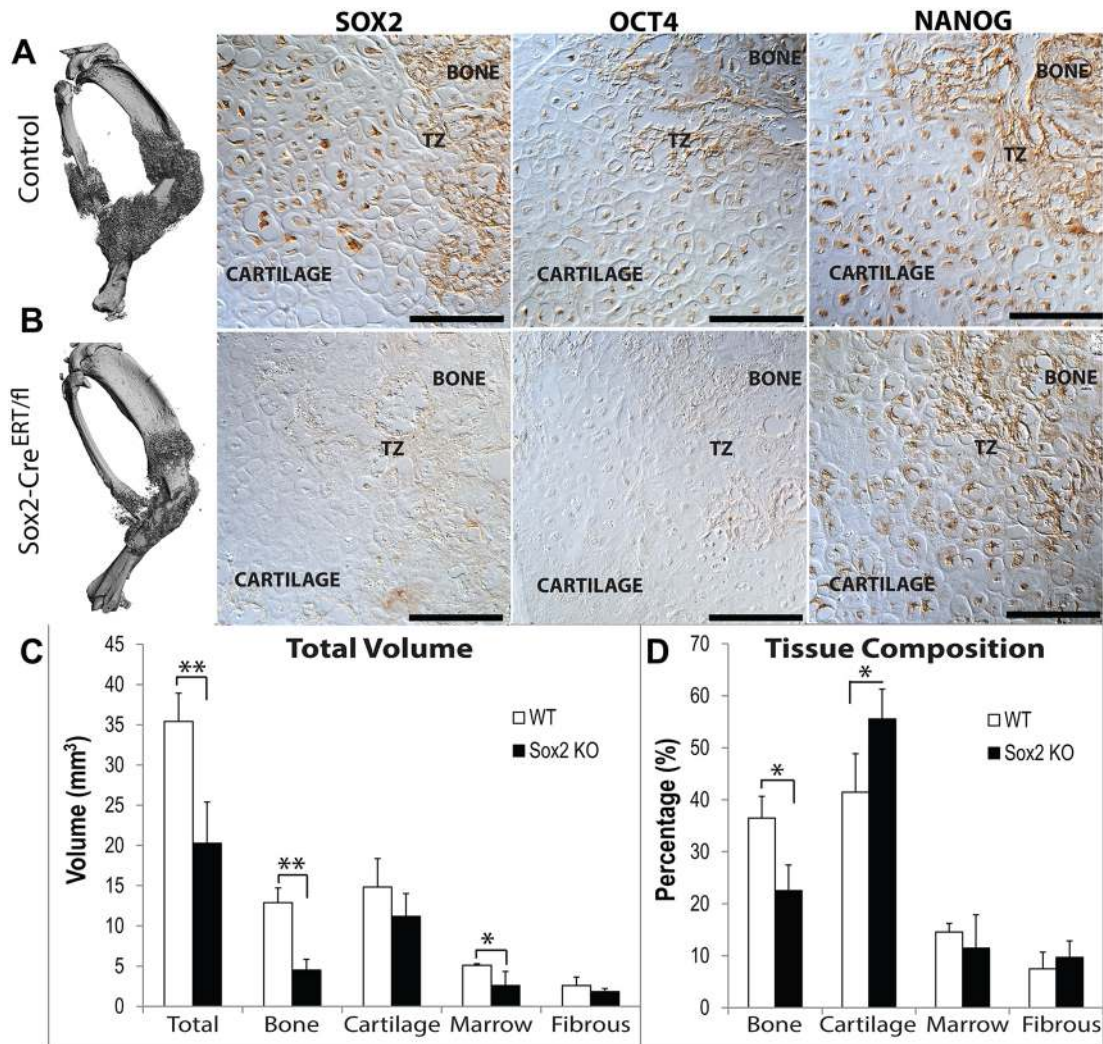 SOX2 OCT4 NANOG
A
Control
BONE
TZ
CARTILAGE
BONE
TZ
CARTILAGE
BONE
TZ
CARTILAGE
B
Sox2-Cre^ERT/fl
BONE
TZ
CARTILAGE
BONE
TZ
CARTILAGE
BONE
TZ
CARTILAGE
C Total Volume
Volume (mm³)
45
40
35
30
25
20
15
10
5
0
**
**
*
WT
Sox2 KO
Total Bone Cartilage Marrow Fibrous
D Tissue Composition
Percentage (%)
70
60
50
40
30
20
10
0
*
*
WT
Sox2 KO
Bone Cartilage Marrow Fibrous